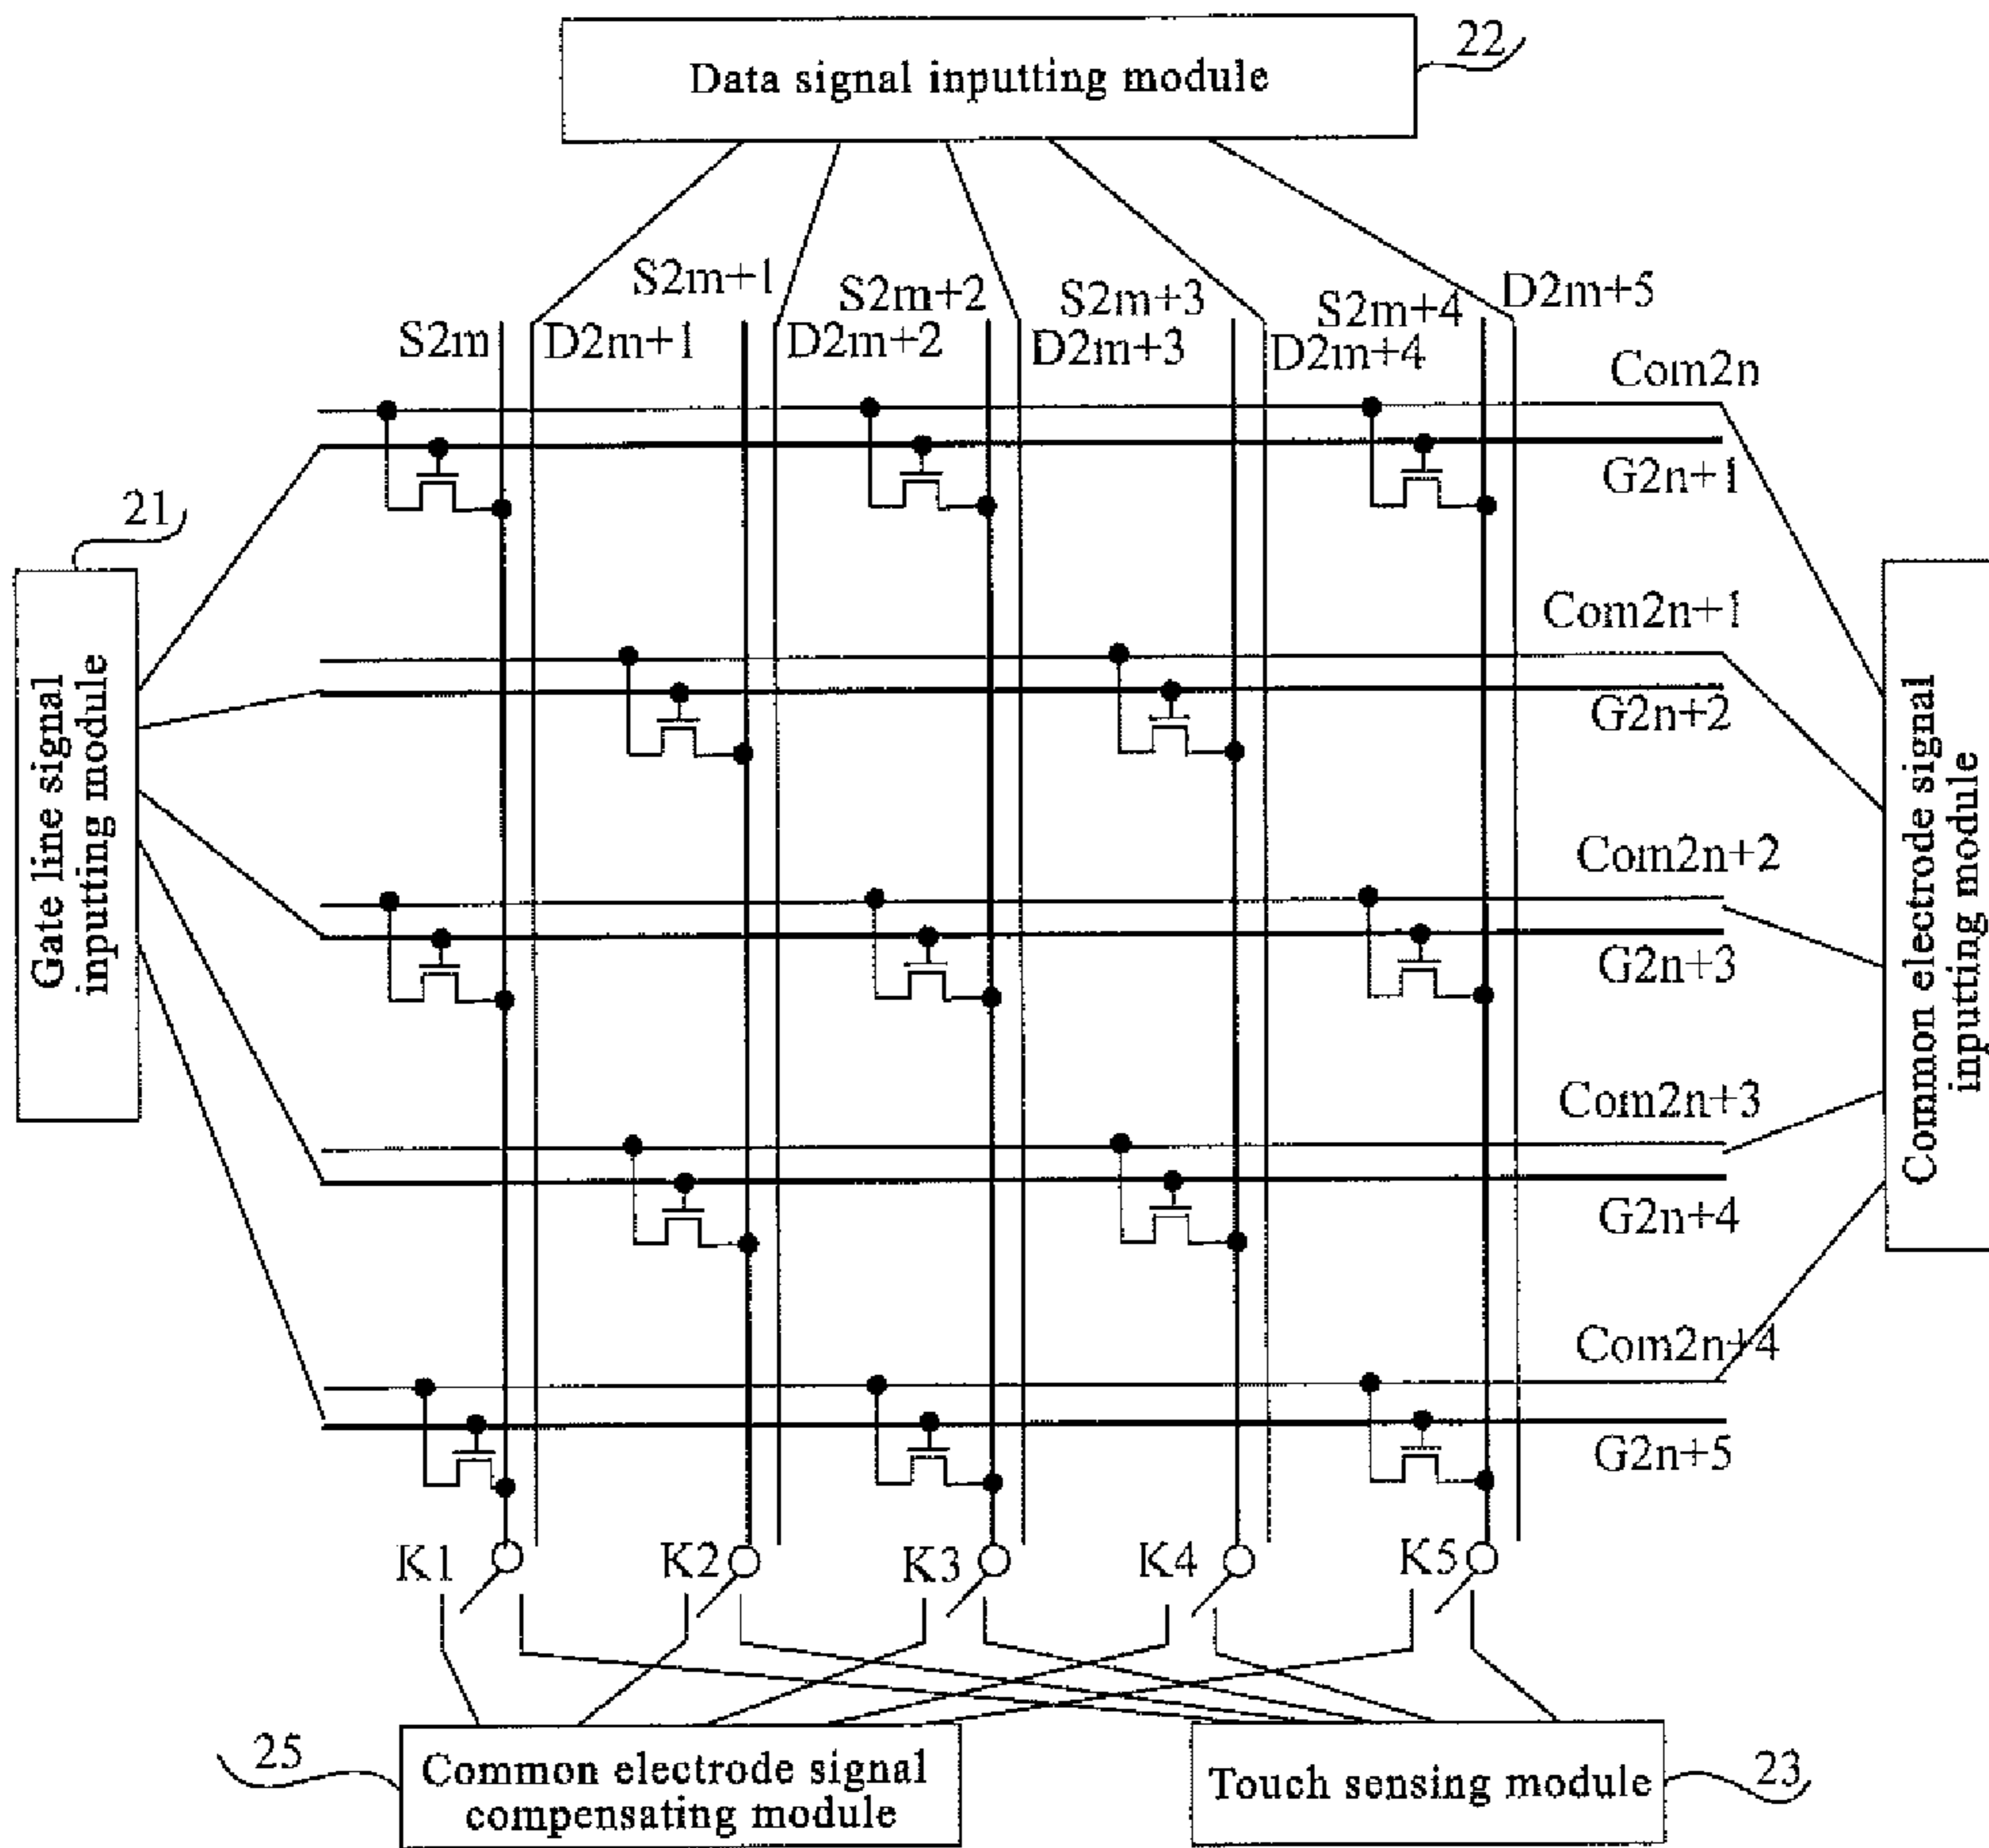 22
Data signal inputting module
S2m+1
S2m+2
S2m+3
S2m+4
D2m+5
S2m
D2m+1
D2m+2
D2m+3
D2m+4
Com2n
G2n+1
21
Gate line signal
inputting module
Com2n+1
G2n+2
Common electrode signal
inputting module
Com2n+2
G2n+3
Com2n+3
G2n+4
Com2n+4
G2n+5
K1
K2
K3
K4
K5
25
Common electrode signal
compensating module
Touch sensing module
23